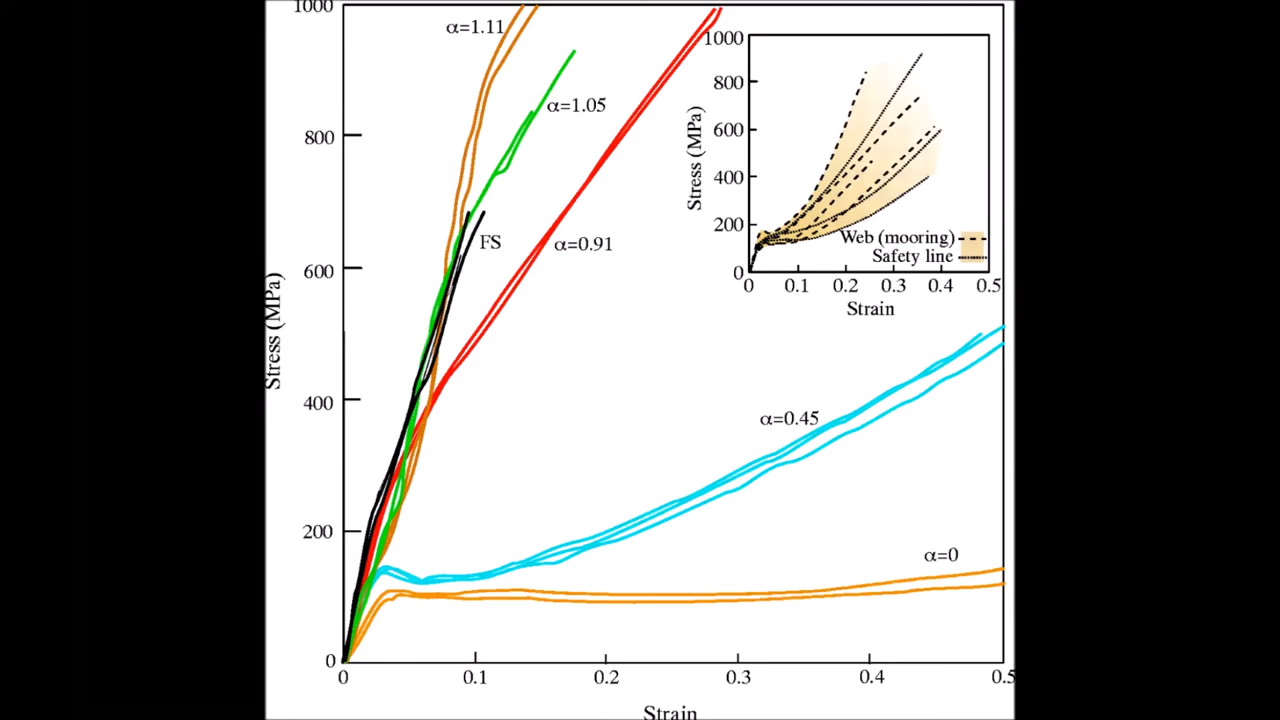 1000
α=1.11
α=1.05
800
FS
α=0.91
600
Stress (MPa)
400
α=0.45
200
α=0
0
0
0.1
0.2
0.3
0.4
0.5
Strain
1000
800
600
Stress (MPa)
400
200
Web (mooring)
Safety line
0
0
0.1
0.2
0.3
0.4
0.5
Strain